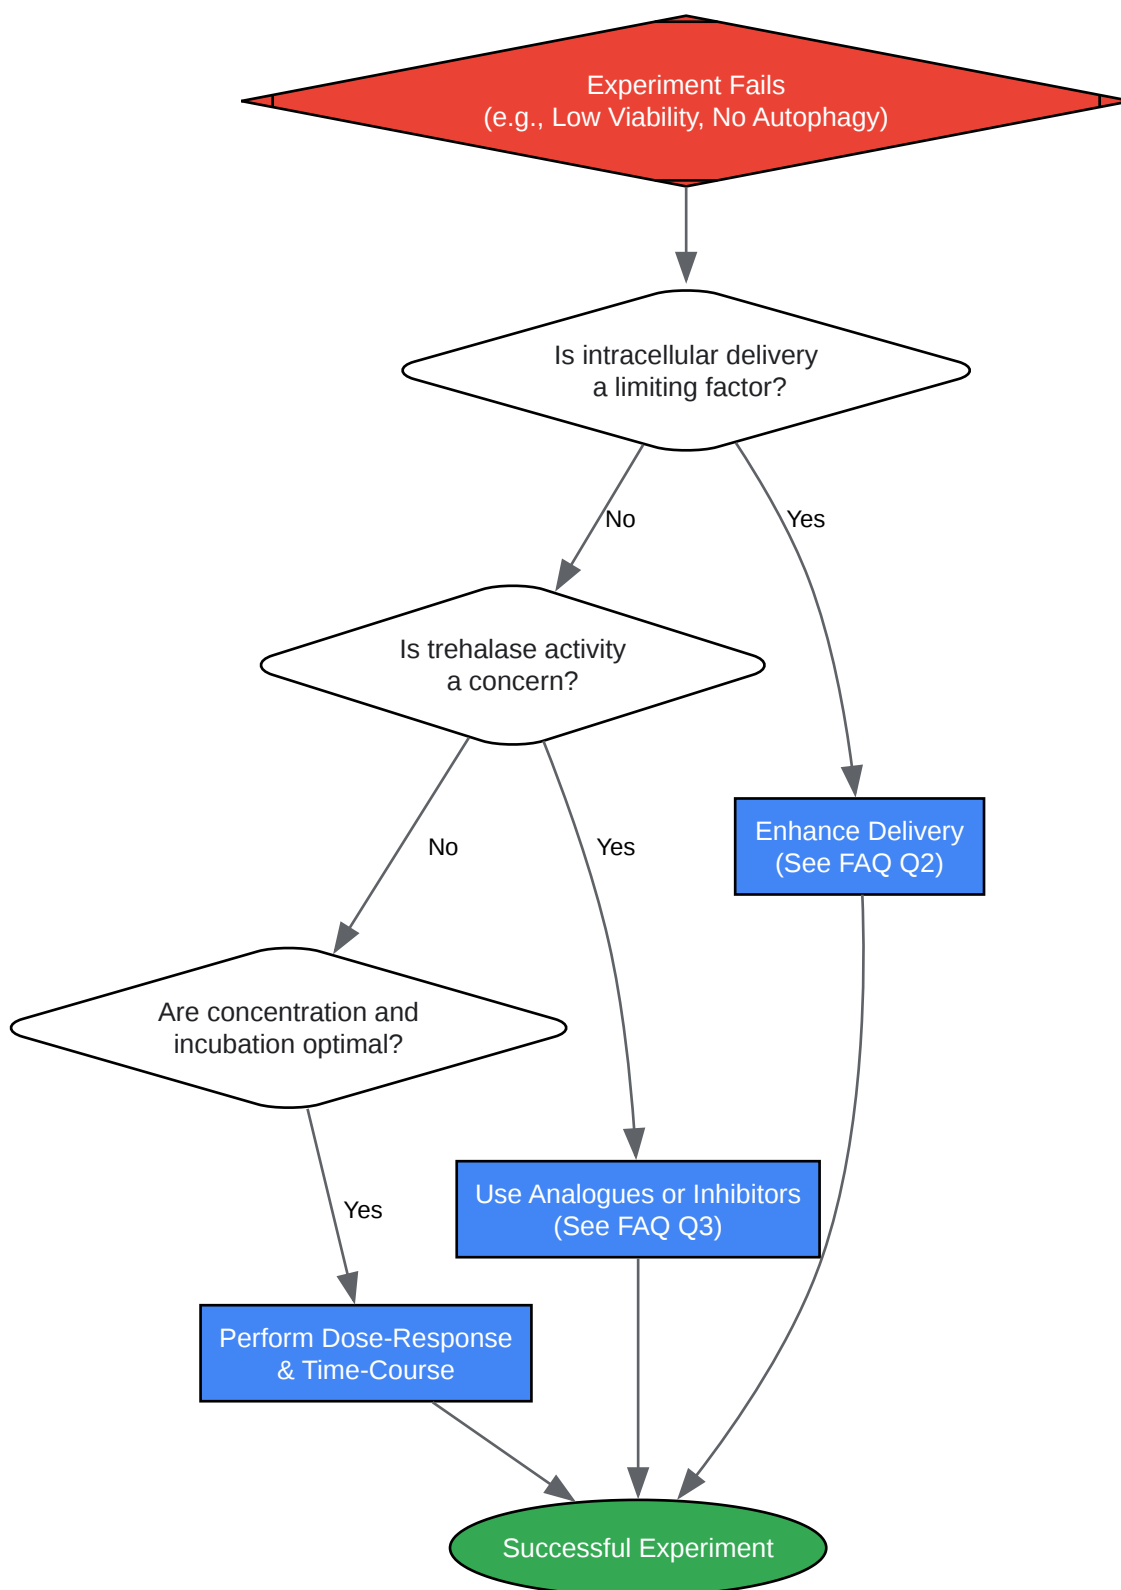 Experiment Fails
(e.g., Low Viability, No Autophagy)
Is intracellular delivery
a limiting factor?
No
Yes
Is trehalase activity
a concern?
No
Yes
Enhance Delivery
(See FAQ Q2)
Are concentration and
incubation optimal?
Yes
Use Analogues or Inhibitors
(See FAQ Q3)
Perform Dose-Response
& Time-Course
Successful Experiment